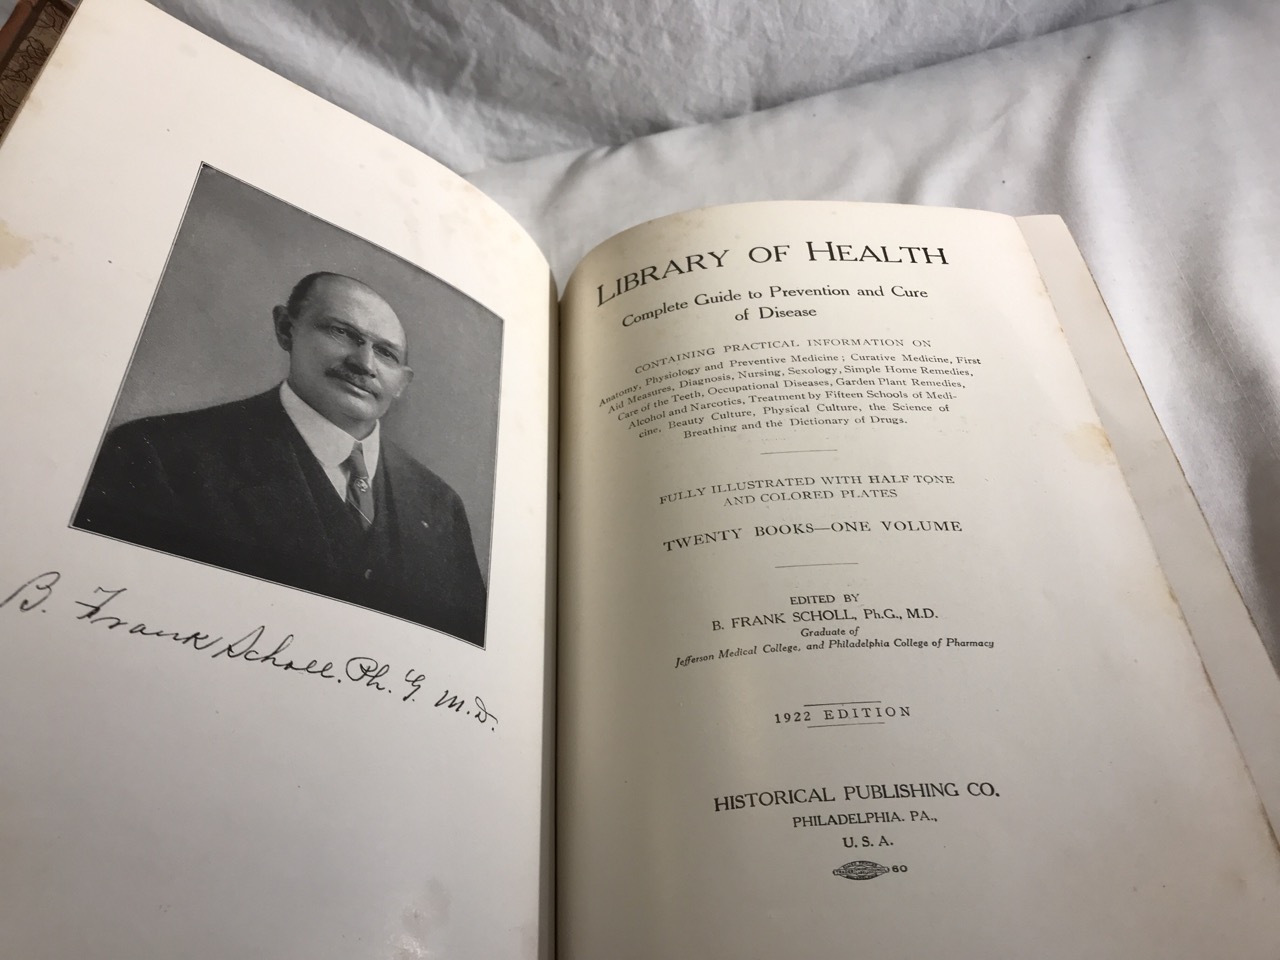 B. Frank Scholl. Ph. G. M.D.
LIBRARY OF HEALTH
Complete Guide to Prevention and Cure
of Disease
CONTAINING PRACTICAL INFORMATION ON
Anatomy, Physiology and Preventive Medicine; Curative Medicine, First
Aid Measures, Diagnosis, Nursing, Sexology, Simple Home Remedies,
Care of the Teeth, Occupational Diseases, Garden Plant Remedies,
Alcohol and Narcotics, Treatment by Fifteen Schools of Medi-
cine, Beauty Culture, Physical Culture, the Science of
Breathing and the Dictionary of Drugs.
FULLY ILLUSTRATED WITH HALF TONE
AND COLORED PLATES
TWENTY BOOKS—ONE VOLUME
EDITED BY
B. FRANK SCHOLL, Ph.G., M.D.
Graduate of
Jefferson Medical College, and Philadelphia College of Pharmacy
1922 EDITION
HISTORICAL PUBLISHING CO.
PHILADELPHIA. PA.,
U. S. A.
60